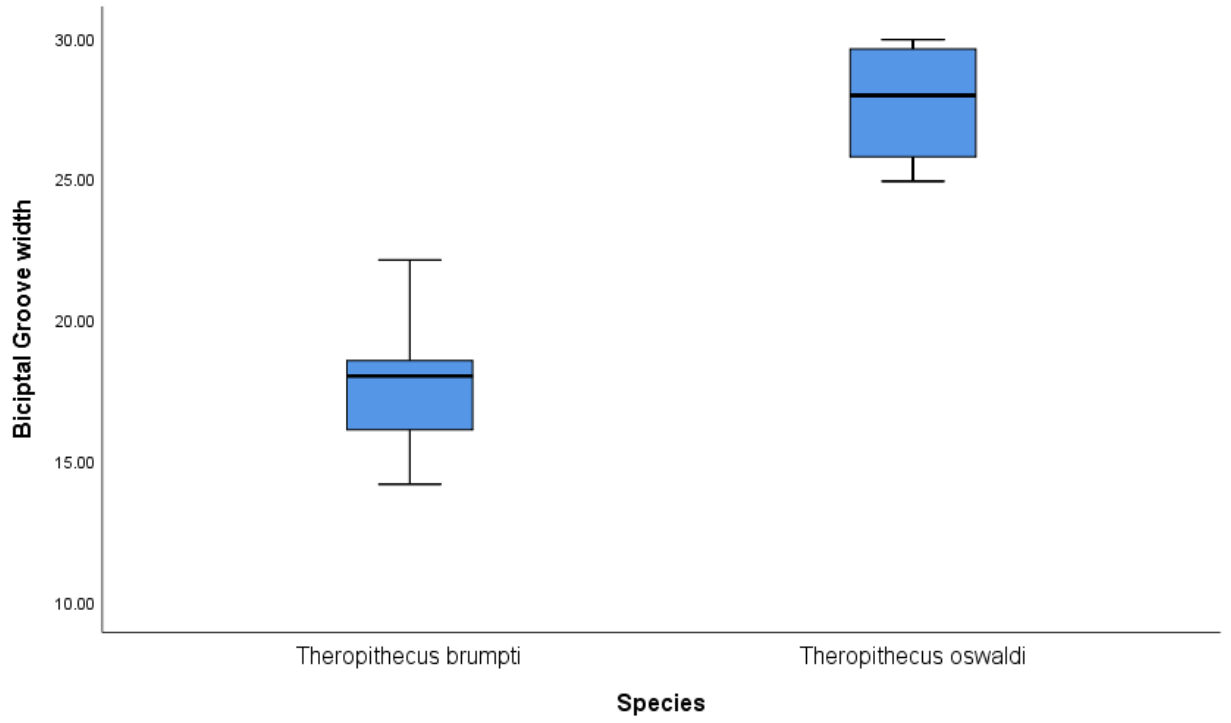 30.00
25.00
20.00
15.00
10.00
Biciptal Groove width
Theropithecus brumpti
Theropithecus oswaldi
Species